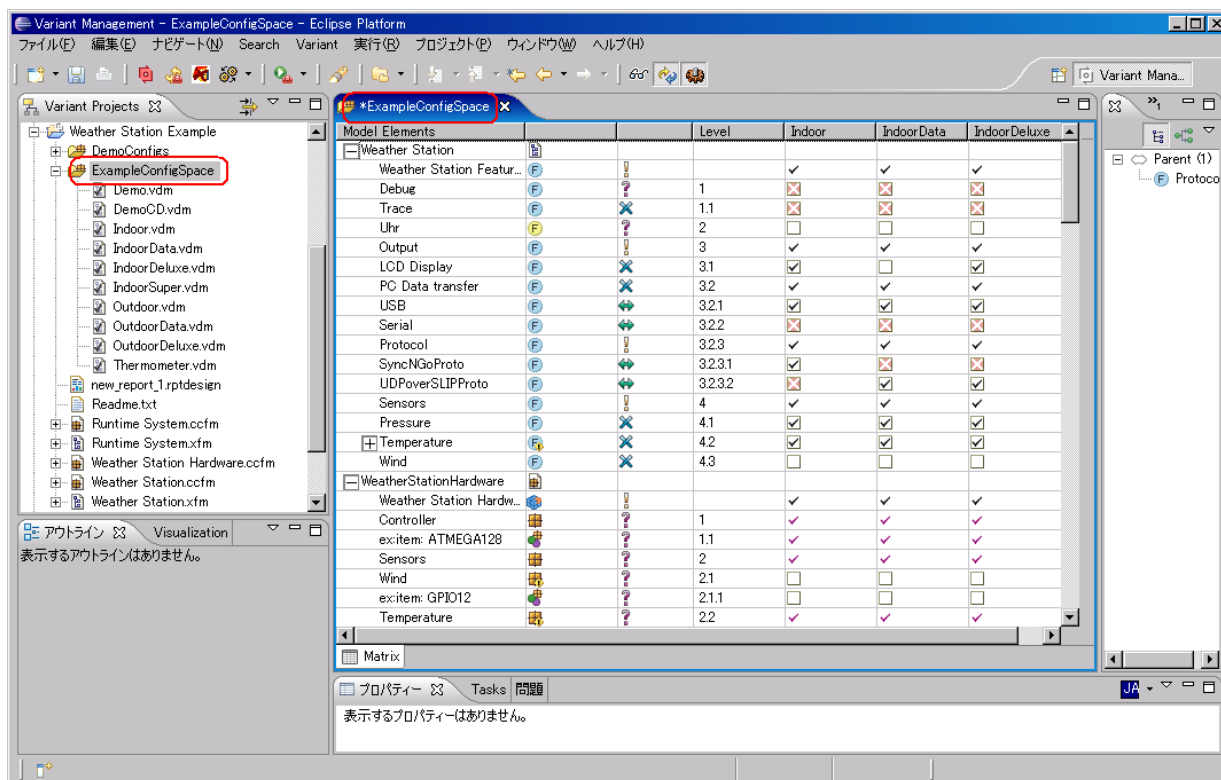 Variant Management - ExampleConfigSpace - Eclipse Platform
ファイル(F) 編集(E) ナビゲート(N) Search Variant 実行(R) プロジェクト(P) ウィンドウ(W) ヘルプ(H)
Variant Mana...
Variant Projects
Weather Station Example
DemoConfigs
ExampleConfigSpace
Demo.vdm
DemoCD.vdm
Indoor.vdm
IndoorData.vdm
IndoorDeluxe.vdm
IndoorSuper.vdm
Outdoor.vdm
OutdoorData.vdm
OutdoorDeluxe.vdm
Thermometer.vdm
new_report_1.rptdesign
Readme.txt
Runtime System.ccfm
Runtime System.xfm
Weather Station Hardware.ccfm
Weather Station.ccfm
Weather Station.xfm
アウトライン Visualization
表示するアウトラインはありません。
*ExampleConfigSpace
Model Elements Level Indoor IndoorData IndoorDeluxe
Weather Station
Weather Station Featur...
Debug 1
Trace 1.1
Uhr 2
Output 3
LCD Display 3.1
PC Data transfer 3.2
USB 3.2.1
Serial 3.2.2
Protocol 3.2.3
SyncNGoProto 3.2.3.1
UDPoverSLIPProto 3.2.3.2
Sensors 4
Pressure 4.1
Temperature 4.2
Wind 4.3
WeatherStationHardware
Weather Station Hardw...
Controller 1
ex:item: ATMEGA128 1.1
Sensors 2
Wind 2.1
ex:item: GPIO12 2.1.1
Temperature 2.2
Matrix
プロパティー Tasks 問題
JA
表示するプロパティーはありません。
Parent (1)
Protoco